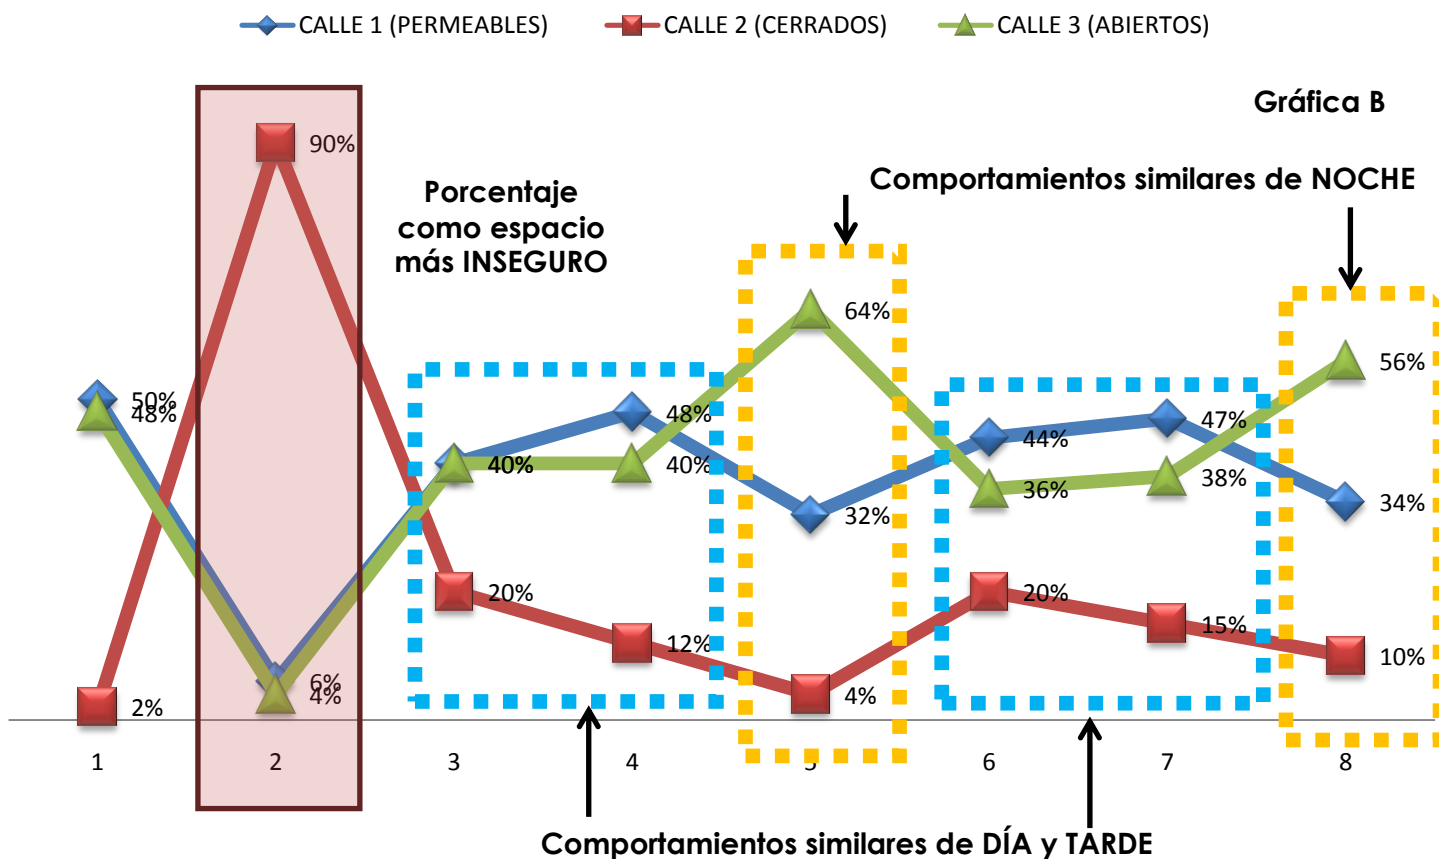 CALLE 1 (PERMEABLES) CALLE 2 (CERRADOS) CALLE 3 (ABIERTOS)
Gráfica B
90%
Porcentaje
como espacio
más INSEGURO
Comportamientos similares de NOCHE
64%
56%
50%
48%
48%
47%
44%
40%
40%
38%
36%
34%
32%
20%
20%
15%
12%
10%
6%
4%
4%
2%
1 2 3 4 5 6 7 8
Comportamientos similares de DÍA y TARDE